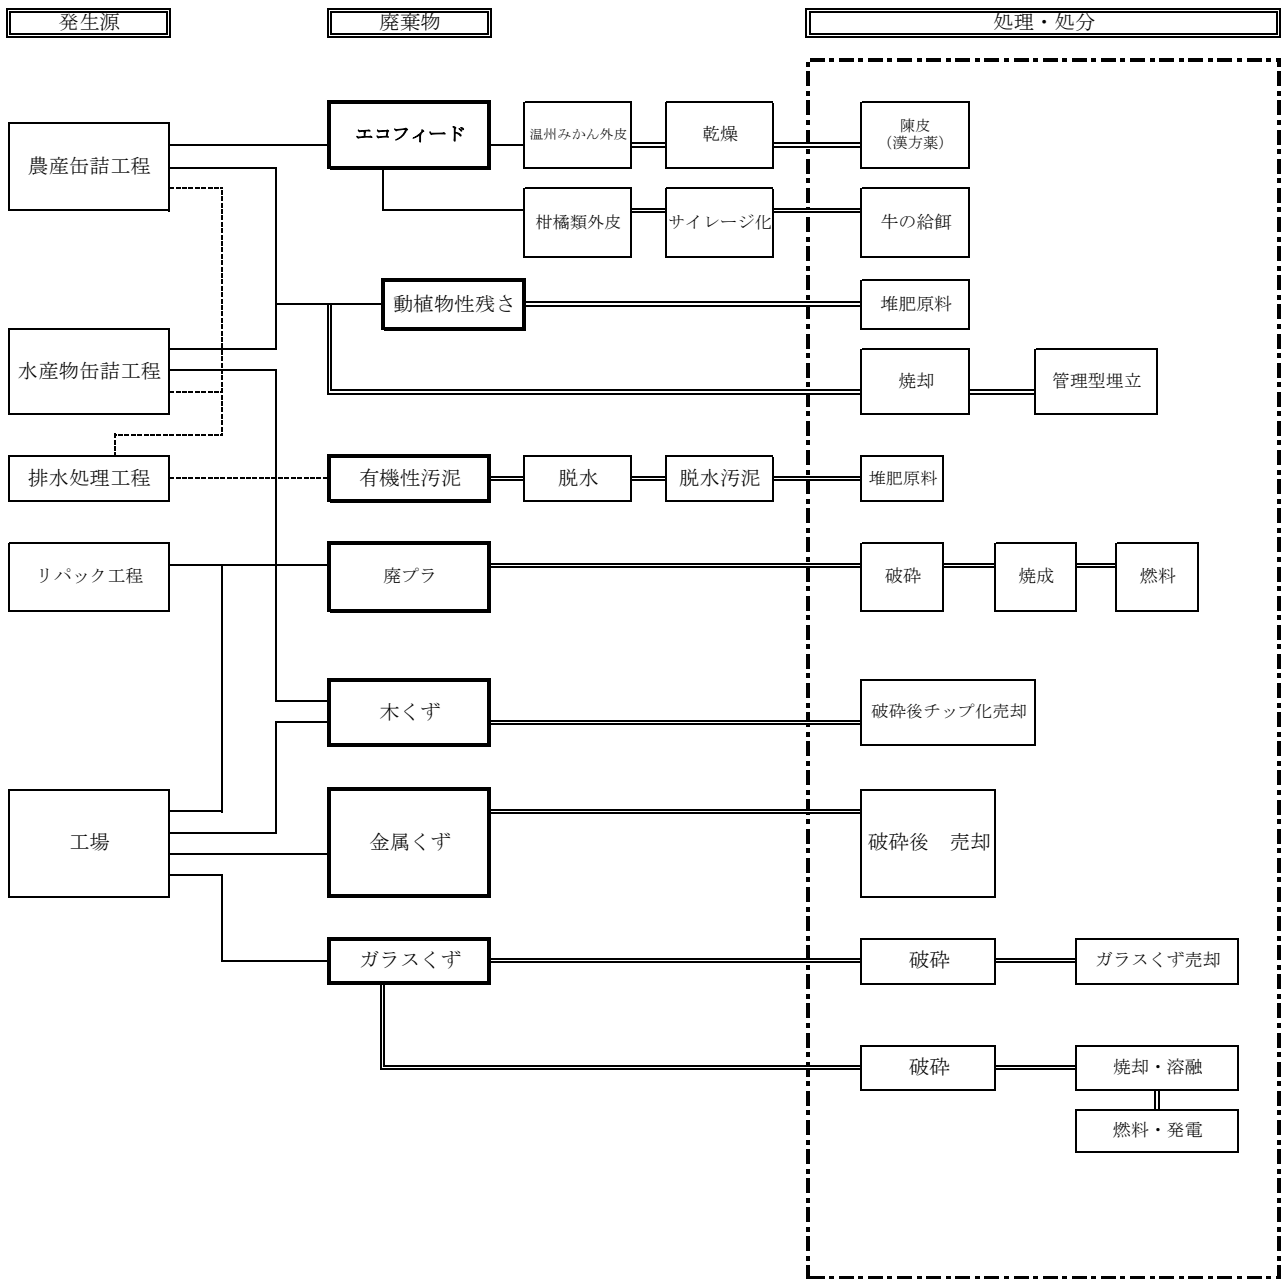 発生源
廃棄物
処理・処分
農産缶詰工程
エコフィード
温州みかん外皮
乾燥
陳皮
（漢方薬）
柑橘類外皮
サイレージ化
牛の給餌
動植物性残さ
堆肥原料
水産物缶詰工程
焼却
管理型埋立
排水処理工程
有機性汚泥
脱水
脱水汚泥
堆肥原料
リパック工程
廃プラ
破砕
焼成
燃料
木くず
破砕後チップ化売却
工場
金属くず
破砕後　売却
ガラスくず
破砕
ガラスくず売却
破砕
焼却・溶融
燃料・発電